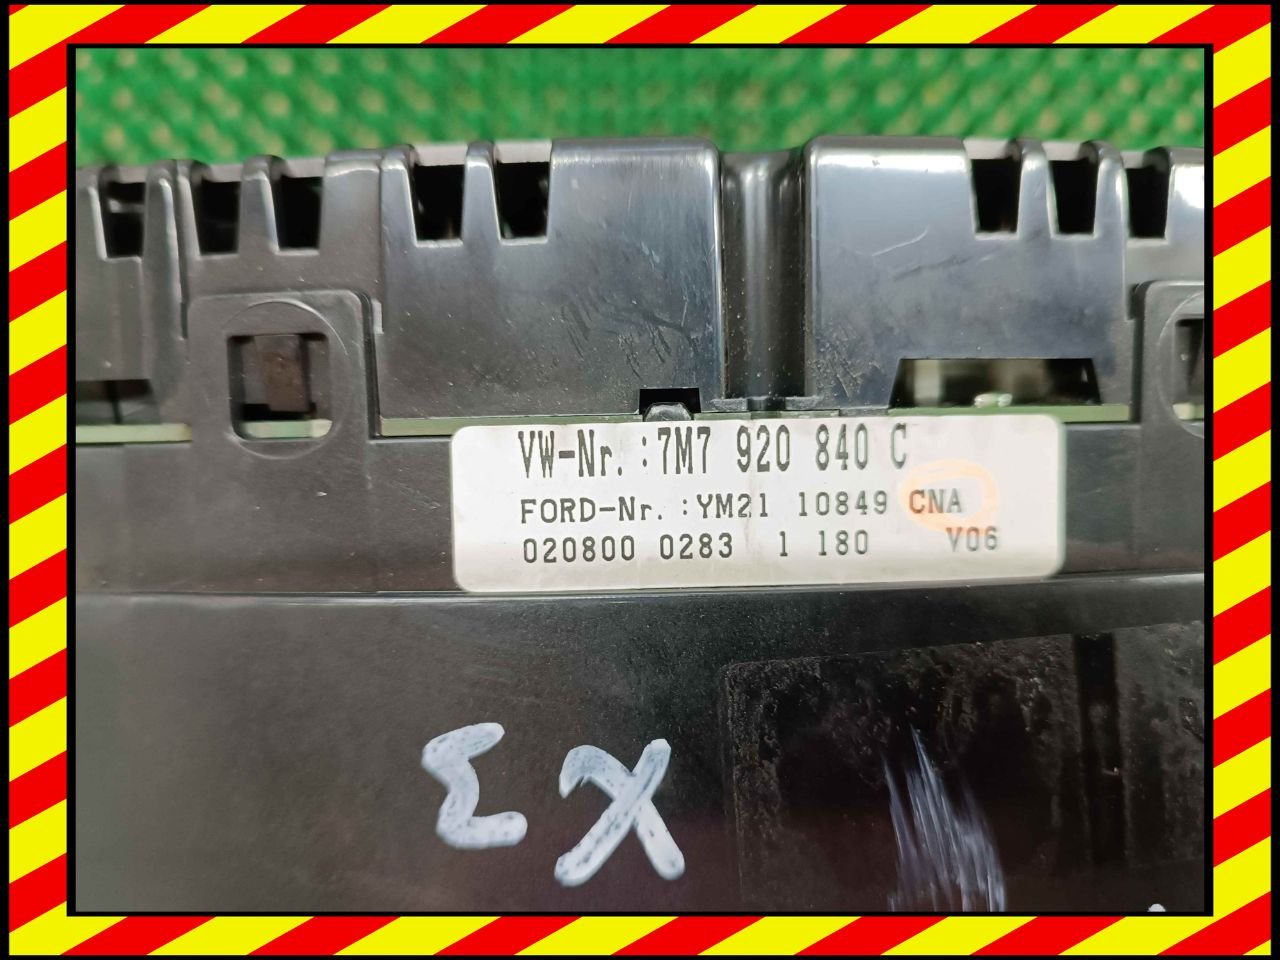 VW-Nr. :7M7 920 840 C
FORD-Nr. :YM21 10849 CNA
020800 0283 1 180 V06
EX